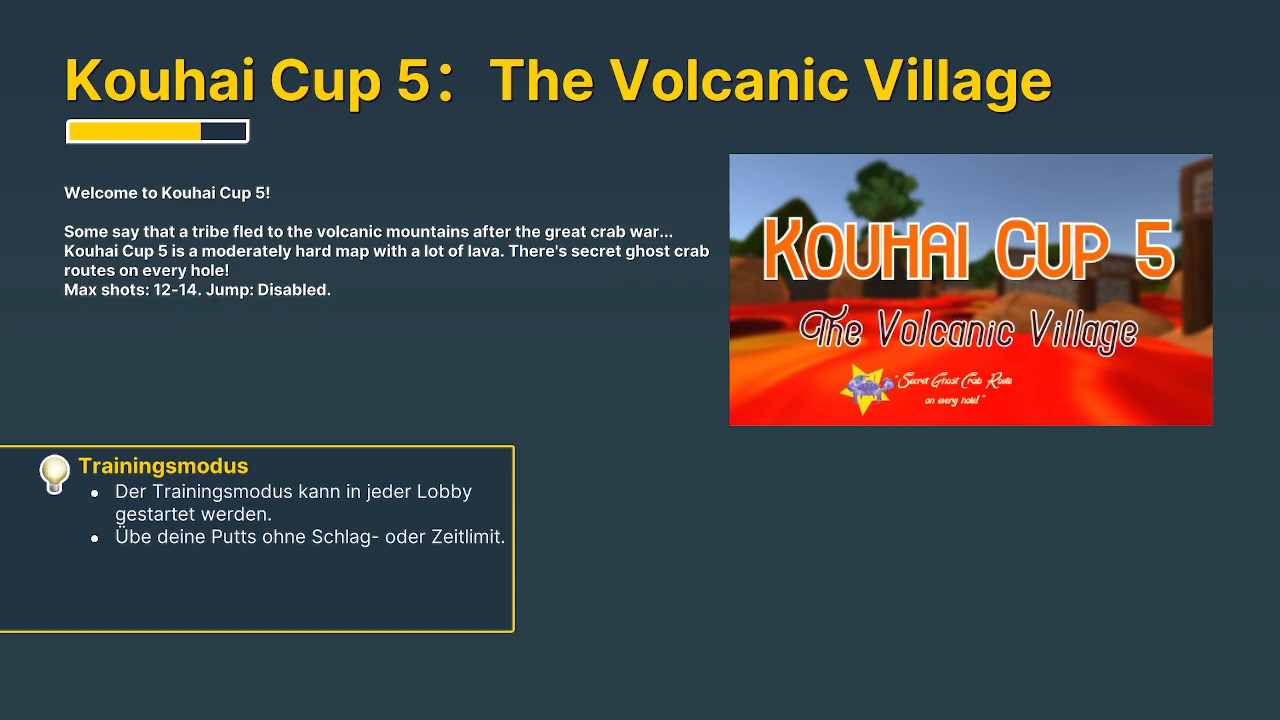 Kouhai Cup 5： The Volcanic Village
Welcome to Kouhai Cup 5!
Some say that a tribe fled to the volcanic mountains after the great crab war...
Kouhai Cup 5 is a moderately hard map with a lot of lava. There's secret ghost crab
routes on every hole!
Max shots: 12-14. Jump: Disabled.
KOUHAI CUP 5
The Volcanic Village
"Secret Ghost Crab Route
on every hole!"
Trainingsmodus
Der Trainingsmodus kann in jeder Lobby
gestartet werden.
Übe deine Putts ohne Schlag- oder Zeitlimit.